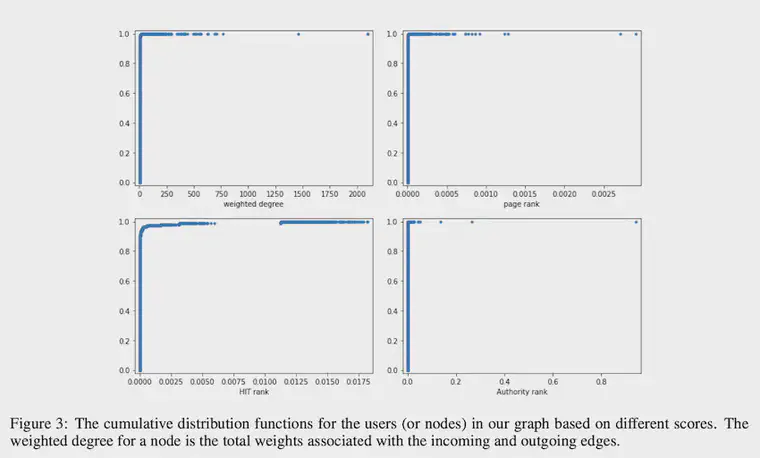 1.0
0.8
0.6
0.4
0.2
0.0
0 250 500 750 1000 1250 1500 1750 2000
weighted degree
1.0
0.8
0.6
0.4
0.2
0.0
0.0000 0.0005 0.0010 0.0015 0.0020 0.0025
page rank
1.0
0.8
0.6
0.4
0.2
0.0
0.0000 0.0025 0.0050 0.0075 0.0100 0.0125 0.0150 0.0175
HIT rank
1.0
0.8
0.6
0.4
0.2
0.0
0.0 0.2 0.4 0.6 0.8
Authority rank
Figure 3: The cumulative distribution functions for the users (or nodes) in our graph based on different scores. The
weighted degree for a node is the total weights associated with the incoming and outgoing edges.